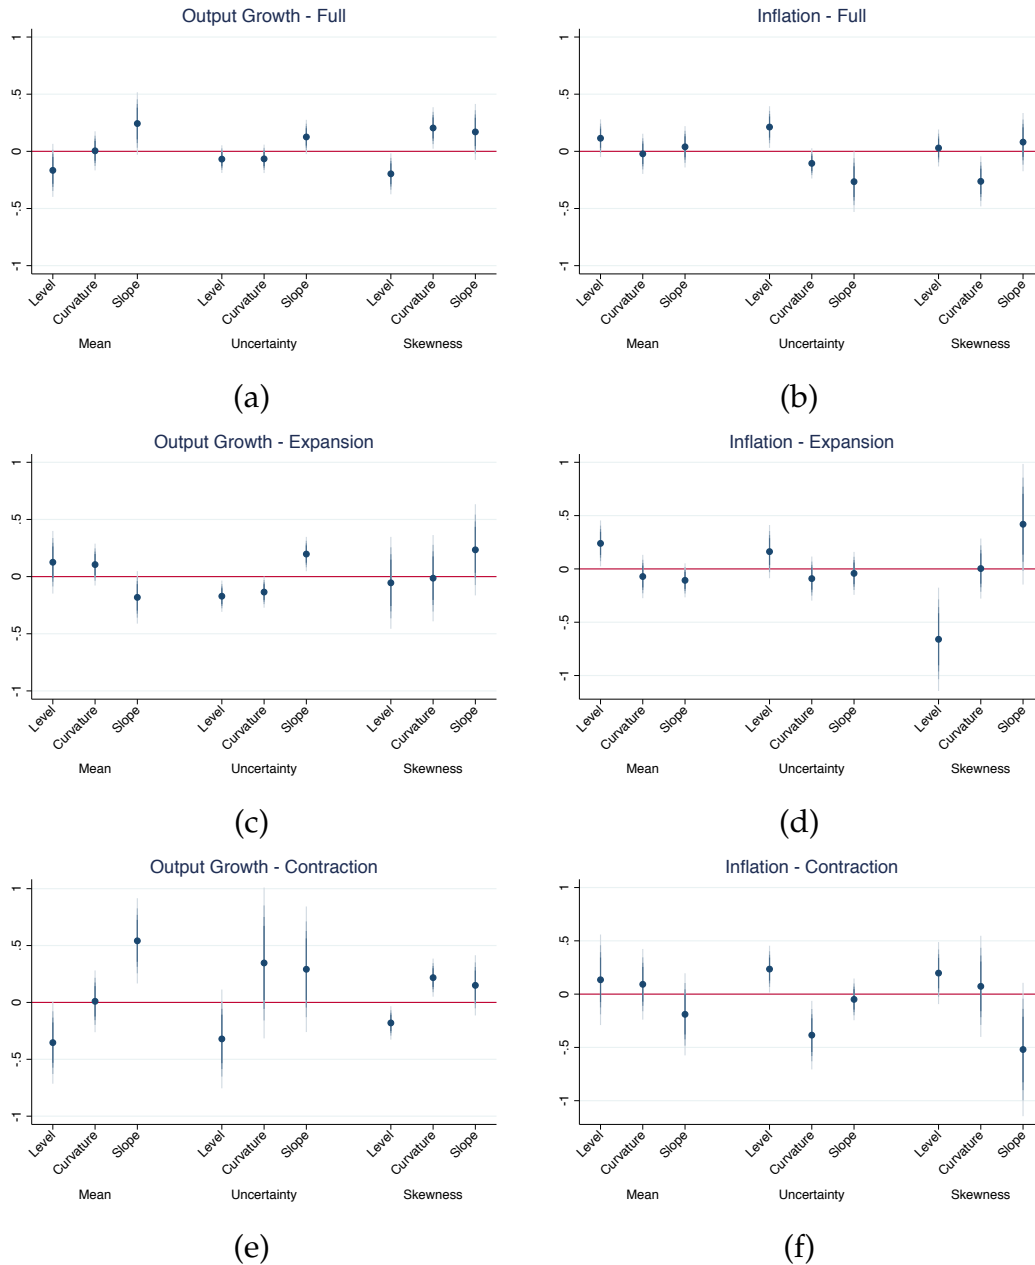 Output Growth - Full
1
.5
0
-.5
-1
Level
Curvature
Slope
Level
Curvature
Slope
Level
Curvature
Slope
Mean
Uncertainty
Skewness
(a)
Inflation - Full
1
.5
0
-.5
-1
Level
Curvature
Slope
Level
Curvature
Slope
Level
Curvature
Slope
Mean
Uncertainty
Skewness
(b)
Output Growth - Expansion
1
.5
0
-.5
-1
Level
Curvature
Slope
Level
Curvature
Slope
Level
Curvature
Slope
Mean
Uncertainty
Skewness
(c)
Inflation - Expansion
1
.5
0
-.5
-1
Level
Curvature
Slope
Level
Curvature
Slope
Level
Curvature
Slope
Mean
Uncertainty
Skewness
(d)
Output Growth - Contraction
1
.5
0
-.5
-1
Level
Curvature
Slope
Level
Curvature
Slope
Level
Curvature
Slope
Mean
Uncertainty
Skewness
(e)
Inflation - Contraction
1
.5
0
-.5
-1
Level
Curvature
Slope
Level
Curvature
Slope
Level
Curvature
Slope
Mean
Uncertainty
Skewness
(f)